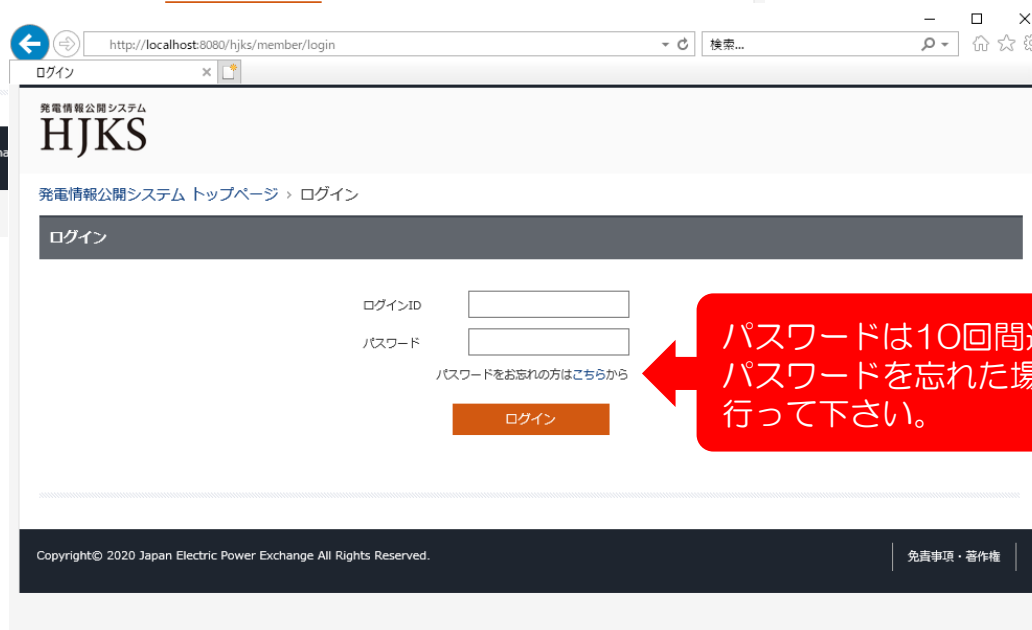 http://localhost:8080/hjks/member/login
検索...
ログイン
発電情報公開システム
HJKS
発電情報公開システム トップページ › ログイン
ログイン
ログインID
パスワード
パスワードをお忘れの方はこちらから
ログイン
パスワードは10回間
パスワードを忘れた場
行って下さい。
Copyright© 2020 Japan Electric Power Exchange All Rights Reserved.
免責事項・著作権